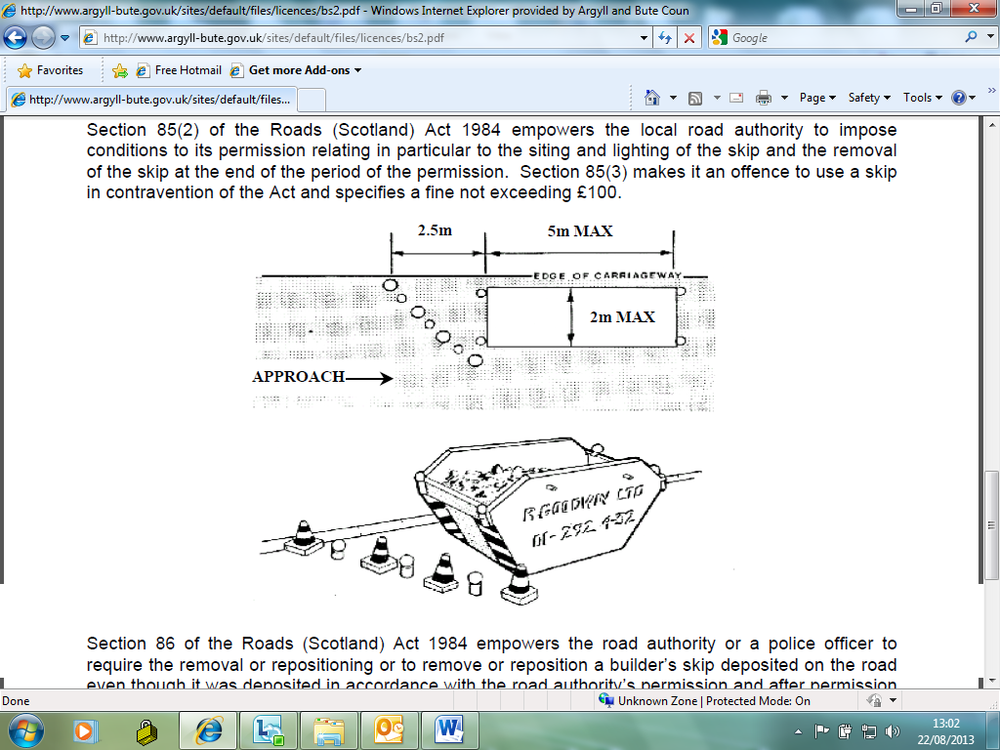 http://www.argyll-bute.gov.uk/sites/default/files/licences/bs2.pdf - Windows Internet Explorer provided by Argyll and Bute Coun
http://www.argyll-bute.gov.uk/sites/default/files/licences/bs2.pdf
Google
Favorites Free Hotmail Get more Add-ons
http://www.argyll-bute.gov.uk/sites/default/files...
Page Safety Tools
Section 85(2) of the Roads (Scotland) Act 1984 empowers the local road authority to impose
conditions to its permission relating in particular to the siting and lighting of the skip and the removal
of the skip at the end of the period of the permission. Section 85(3) makes it an offence to use a skip
in contravention of the Act and specifies a fine not exceeding £100.
2.5m 5m MAX
EDGE OF CARRIAGEWAY
2m MAX
APPROACH
R GOODWIN LTD
01-292 4-32
Section 86 of the Roads (Scotland) Act 1984 empowers the road authority or a police officer to
require the removal or repositioning or to remove or reposition a builder's skip deposited on the road
even though it was deposited in accordance with the road authority's permission and after permission
Done Unknown Zone | Protected Mode: On
13:02
22/08/2013